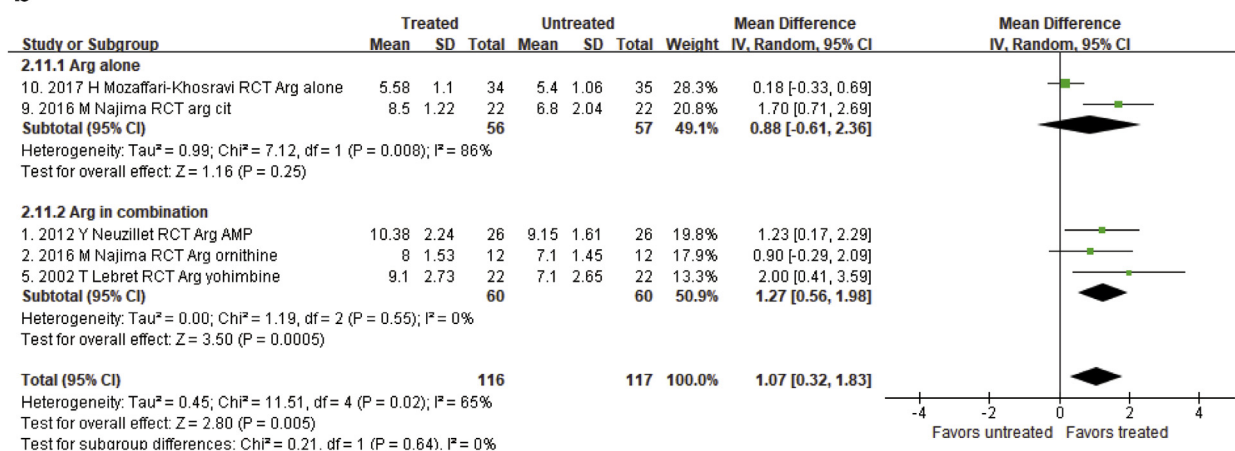 Treated Untreated Mean Difference Mean Difference
Study or Subgroup Mean SD Total Mean SD Total Weight IV, Random, 95% CI IV, Random, 95% CI
2.11.1 Arg alone
10. 2017 H Mozaffari-Khosravi RCT Arg alone 5.58 1.1 34 5.4 1.06 35 28.3% 0.18 [-0.33, 0.69]
9. 2016 M Najima RCT arg cit 8.5 1.22 22 6.8 2.04 22 20.8% 1.70 [0.71, 2.69]
Subtotal (95% CI) 56 57 49.1% 0.88 [-0.61, 2.36]
Heterogeneity: Tau² = 0.99; Chi² = 7.12, df = 1 (P = 0.008); I² = 86%
Test for overall effect: Z = 1.16 (P = 0.25)
2.11.2 Arg in combination
1. 2012 Y Neuzillet RCT Arg AMP 10.38 2.24 26 9.15 1.61 26 19.8% 1.23 [0.17, 2.29]
2. 2016 M Najima RCT Arg ornithine 8 1.53 12 7.1 1.45 12 17.9% 0.90 [-0.29, 2.09]
5. 2002 T Lebret RCT Arg yohimbine 9.1 2.73 22 7.1 2.65 22 13.3% 2.00 [0.41, 3.59]
Subtotal (95% CI) 60 60 50.9% 1.27 [0.56, 1.98]
Heterogeneity: Tau² = 0.00; Chi² = 1.19, df = 2 (P = 0.55); I² = 0%
Test for overall effect: Z = 3.50 (P = 0.0005)
Total (95% CI) 116 117 100.0% 1.07 [0.32, 1.83]
Heterogeneity: Tau² = 0.45; Chi² = 11.51, df = 4 (P = 0.02); I² = 65%
Test for overall effect: Z = 2.80 (P = 0.005)
Test for subgroup differences: Chi² = 0.21, df = 1 (P = 0.64), I² = 0%
-4 -2 0 2 4
Favors untreated Favors treated